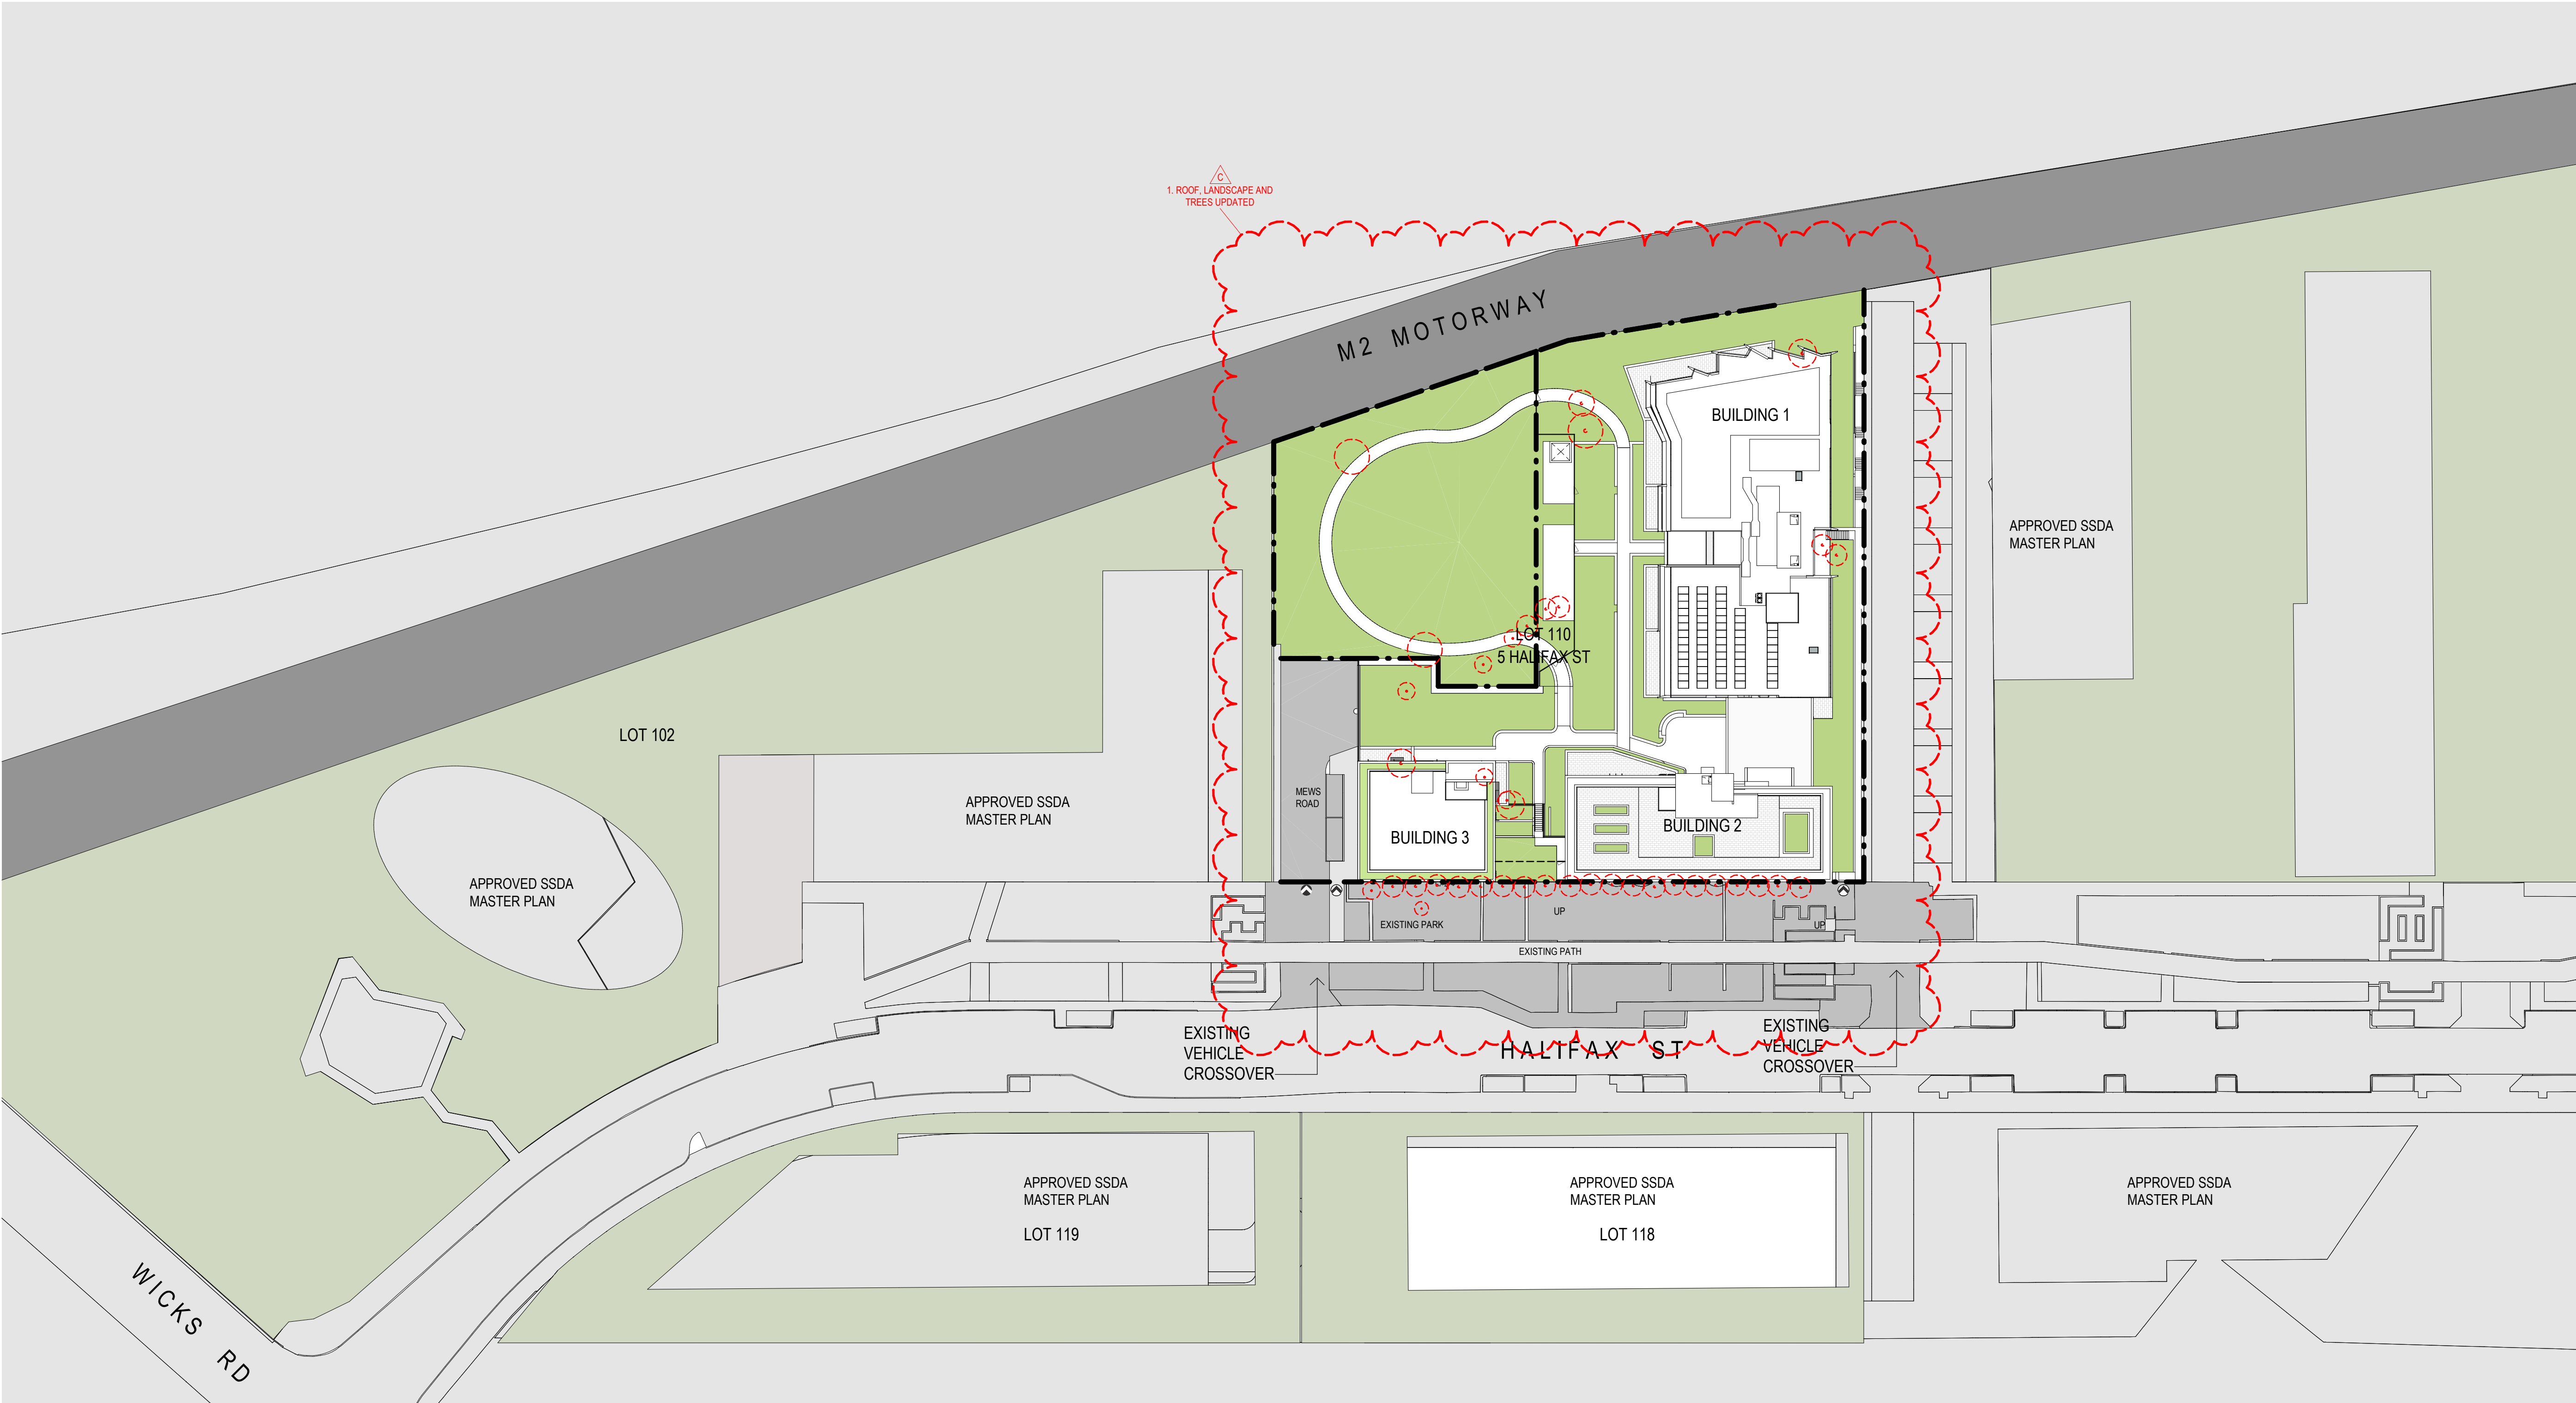 C
1. ROOF, LANDSCAPE AND
TREES UPDATED
M2 MOTORWAY
BUILDING 1
APPROVED SSDA
MASTER PLAN
LOT 110
5 HALIFAX ST
LOT 102
MEWS
ROAD
APPROVED SSDA
MASTER PLAN
BUILDING 3
BUILDING 2
APPROVED SSDA
MASTER PLAN
EXISTING PARK
UP
UP
EXISTING PATH
EXISTING
VEHICLE
CROSSOVER
HALIFAX ST
EXISTING
VEHICLE
CROSSOVER
APPROVED SSDA
MASTER PLAN
LOT 119
APPROVED SSDA
MASTER PLAN
LOT 118
APPROVED SSDA
MASTER PLAN
WICKS RD